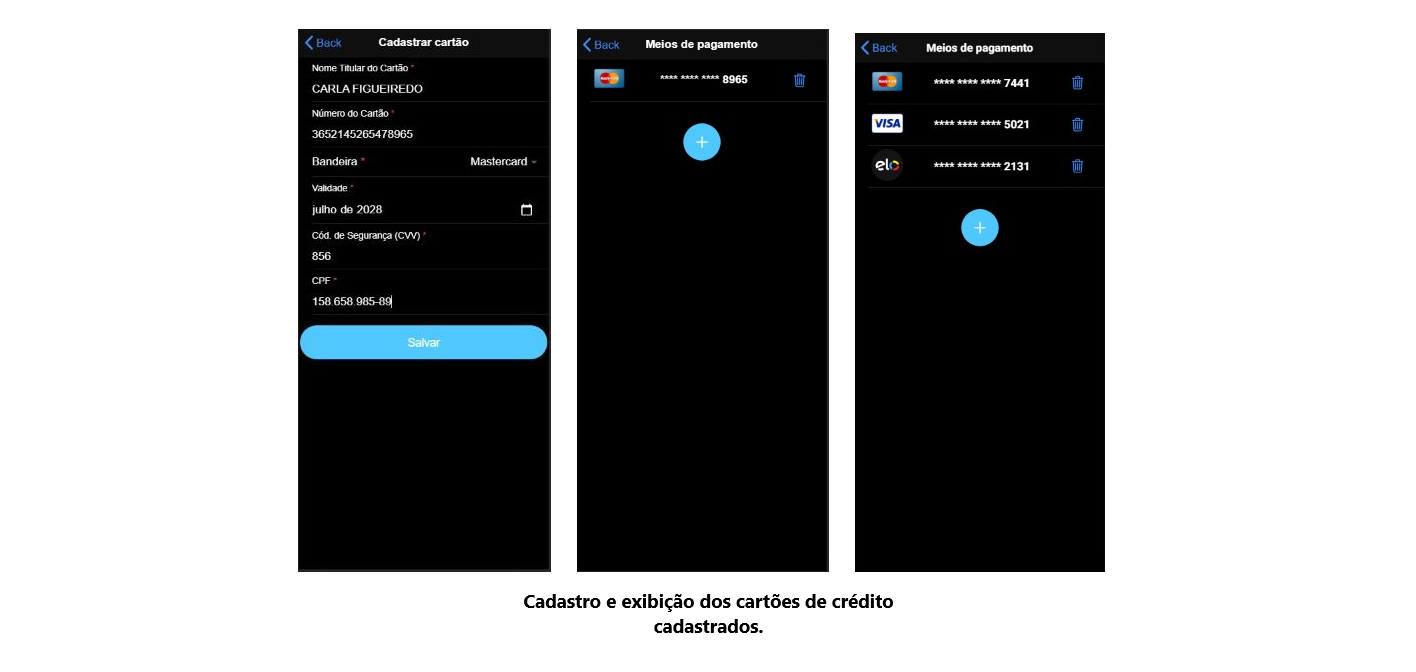 Back
Cadastrar cartão
Nome Titular do Cartão *
CARLA FIGUEIREDO
Número do Cartão *
3652145265478965
Bandeira * Mastercard
Validade *
julho de 2028
Cód. de Segurança (CVV) *
856
CPF *
158.658.985-89
Salvar
Back
Meios de pagamento
**** **** **** 8965
+
Back
Meios de pagamento
**** **** **** 7441
VISA **** **** **** 5021
elo **** **** **** 2131
+
Cadastro e exibição dos cartões de crédito
cadastrados.